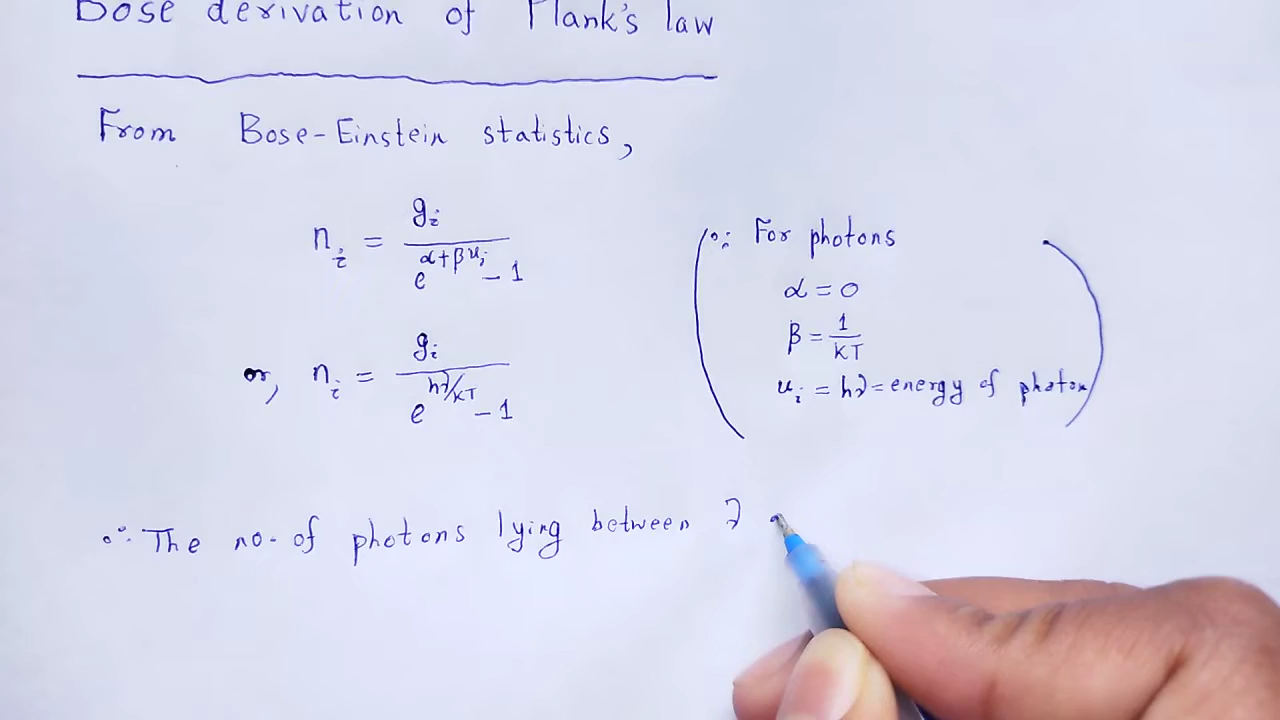 Bose derivation of Plank's law
From Bose-Einstein statistics,
nᵢ = gᵢ / (e^(α+βuᵢ) - 1)
or, nᵢ = gᵢ / (e^(hν/KT) - 1)
(∵ For photons
α = 0
β = 1/KT
uᵢ = hν = energy of photon)
∴ The no. of photons lying between ν